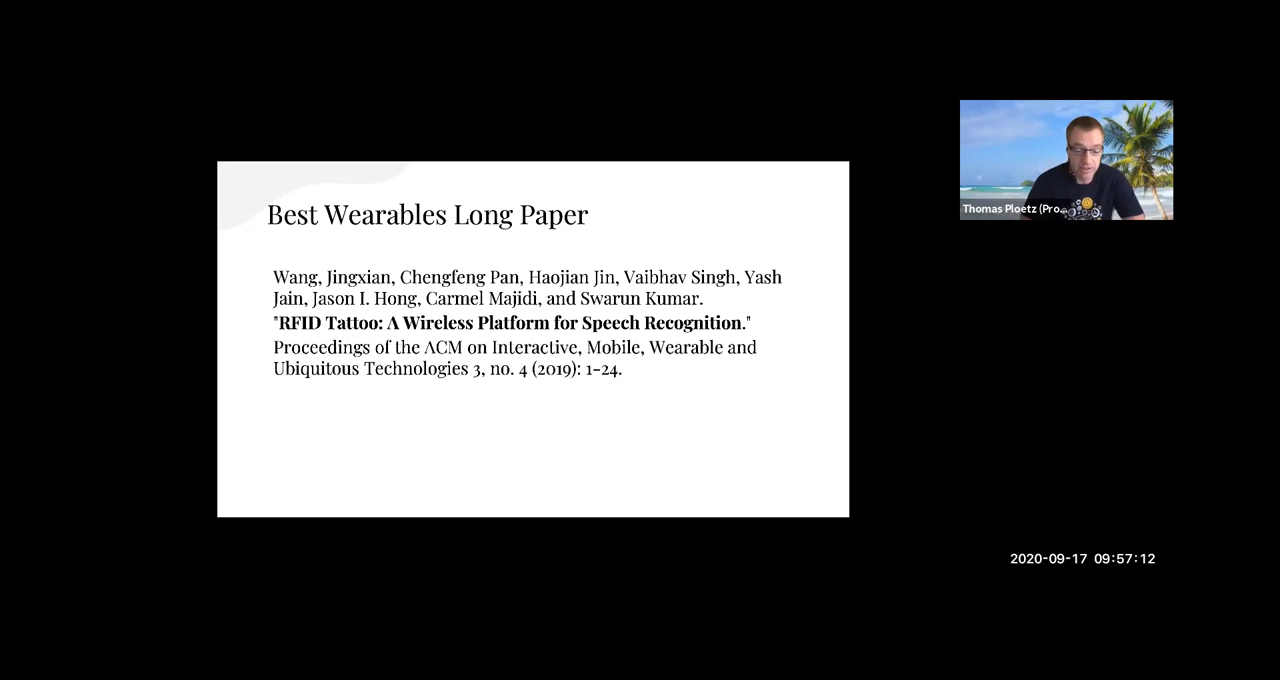 Best Wearables Long Paper
Wang, Jingxian, Chengfeng Pan, Haojian Jin, Vaibhav Singh, Yash
Jain, Jason I. Hong, Carmel Majidi, and Swarun Kumar.
"RFID Tattoo: A Wireless Platform for Speech Recognition."
Proceedings of the ACM on Interactive, Mobile, Wearable and
Ubiquitous Technologies 3, no. 4 (2019): 1-24.
Thomas Ploetz (Pro...
2020-09-17 09:57:12